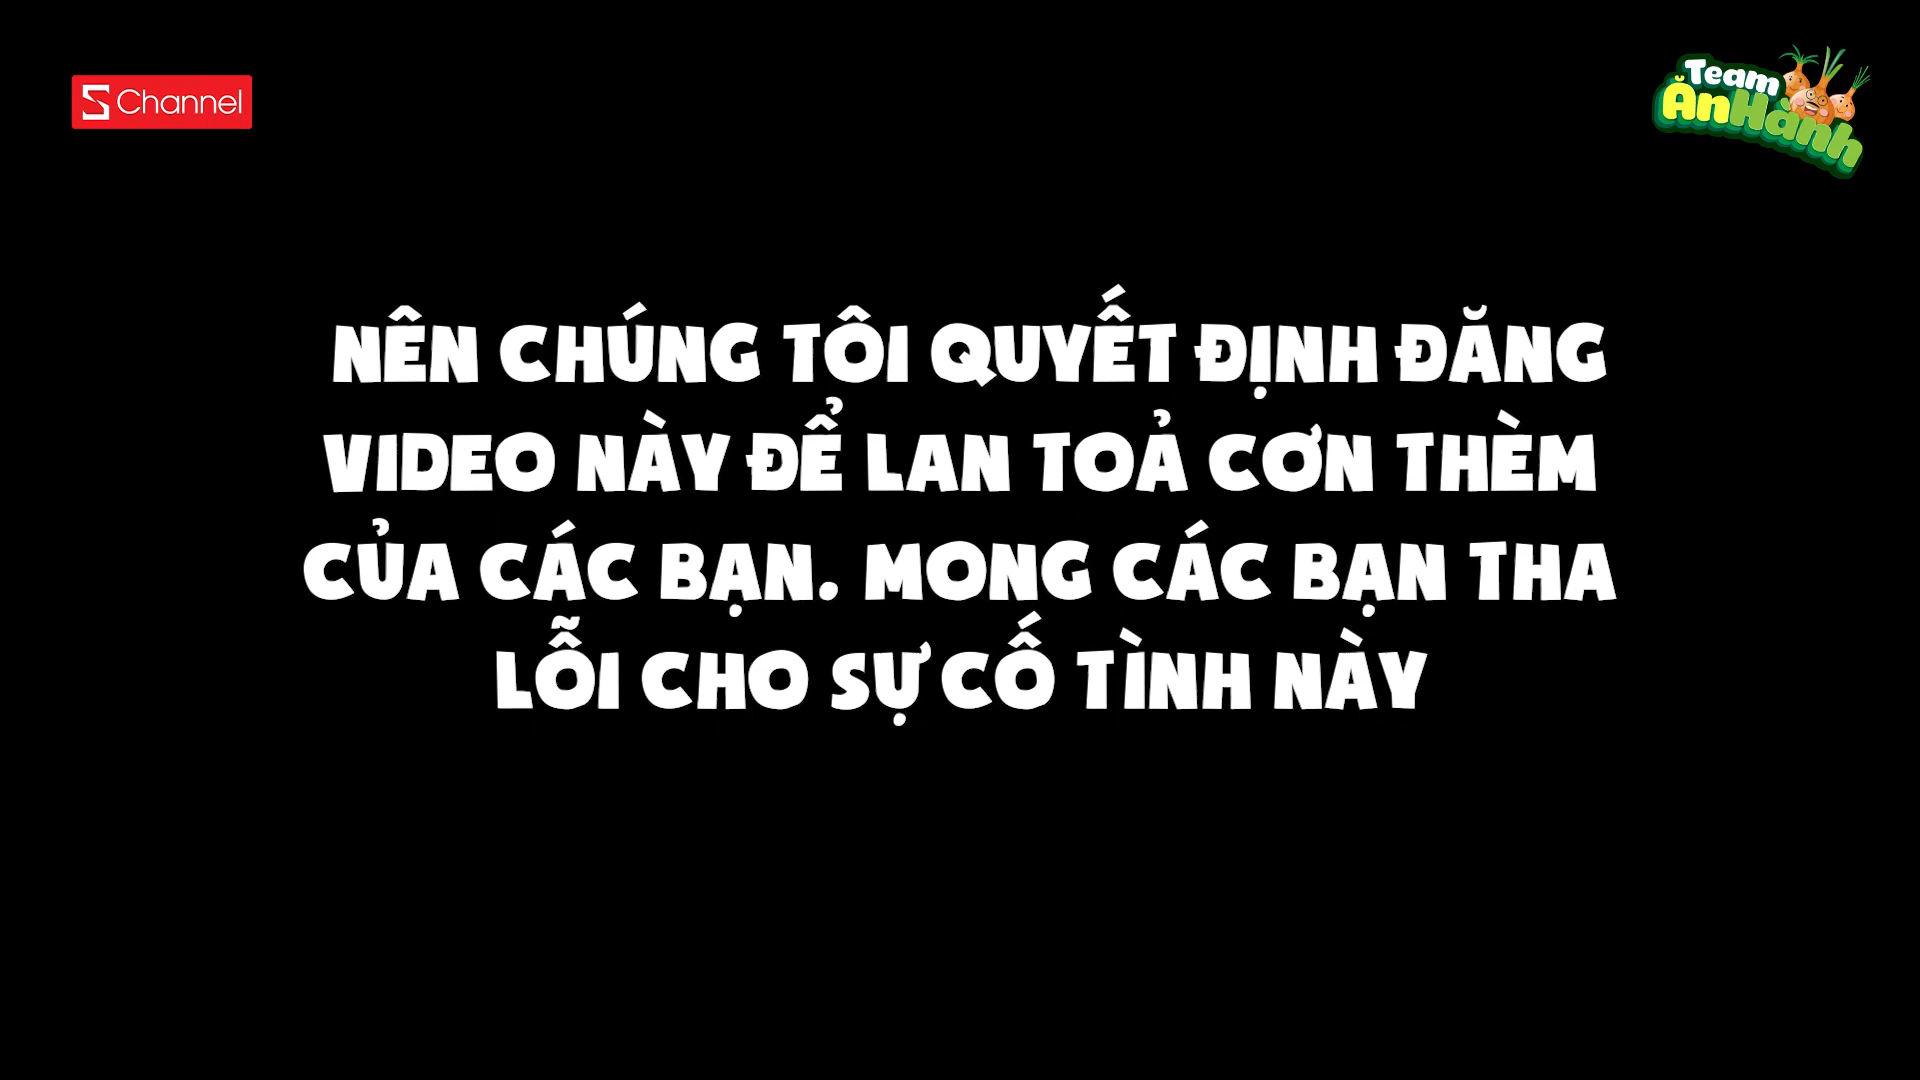 S Channel
Team
ĂnHành
NÊN CHÚNG TÔI QUYẾT ĐỊNH ĐĂNG
VIDEO NÀY ĐỂ LAN TOẢ CƠN THÈM
CỦA CÁC BẠN. MONG CÁC BẠN THA
LỖI CHO SỰ CỐ TÌNH NÀY